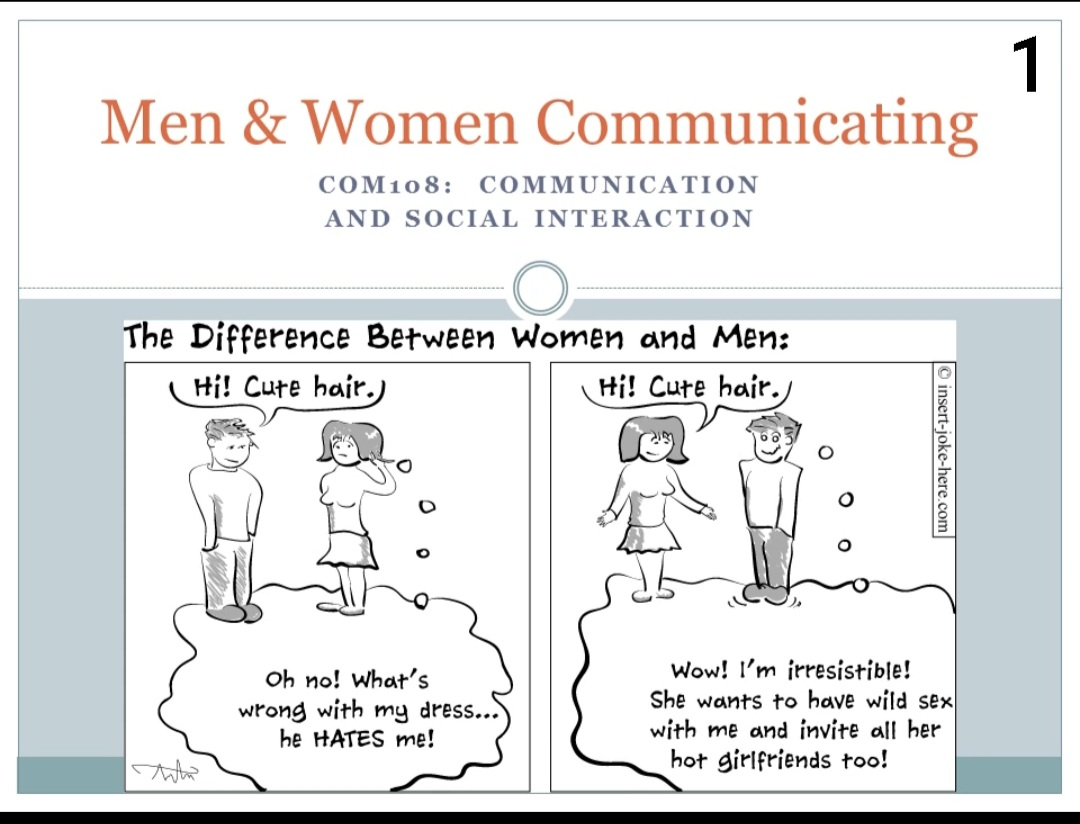 1
Men & Women Communicating
COM108: COMMUNICATION
AND SOCIAL INTERACTION
The Difference Between Women and Men:
Hi! Cute hair.
Oh no! What's
wrong with my dress...
he HATES me!
Hi! Cute hair.
© insert-joke-here.com
Wow! I'm irresistible!
She wants to have wild sex
with me and invite all her
hot girlfriends too!